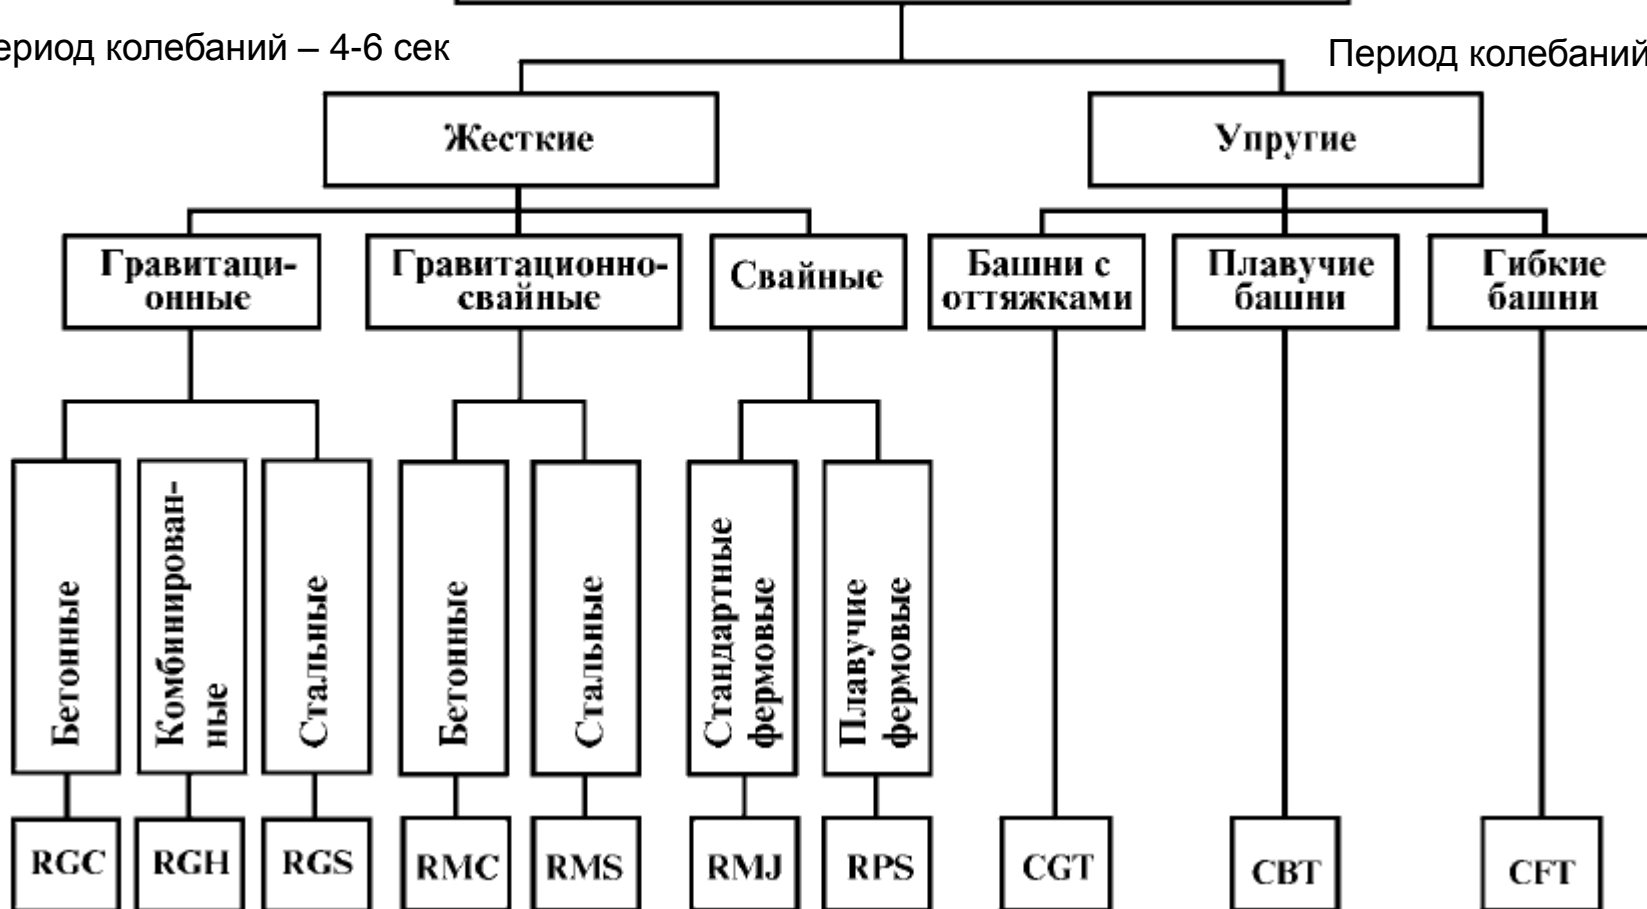 ериод колебаний – 4-6 сек
Период колебаний
Жесткие
Упругие
Гравитаци-
онные
Гравитационно-
свайные
Свайные
Башни с
оттяжками
Плавучие
башни
Гибкие
башни
Бетонные
Комбинирован-
ные
Стальные
Бетонные
Стальные
Стандартные
фермовые
Плавучие
фермовые
RGC
RGH
RGS
RMC
RMS
RMJ
RPS
CGT
CBT
CFT